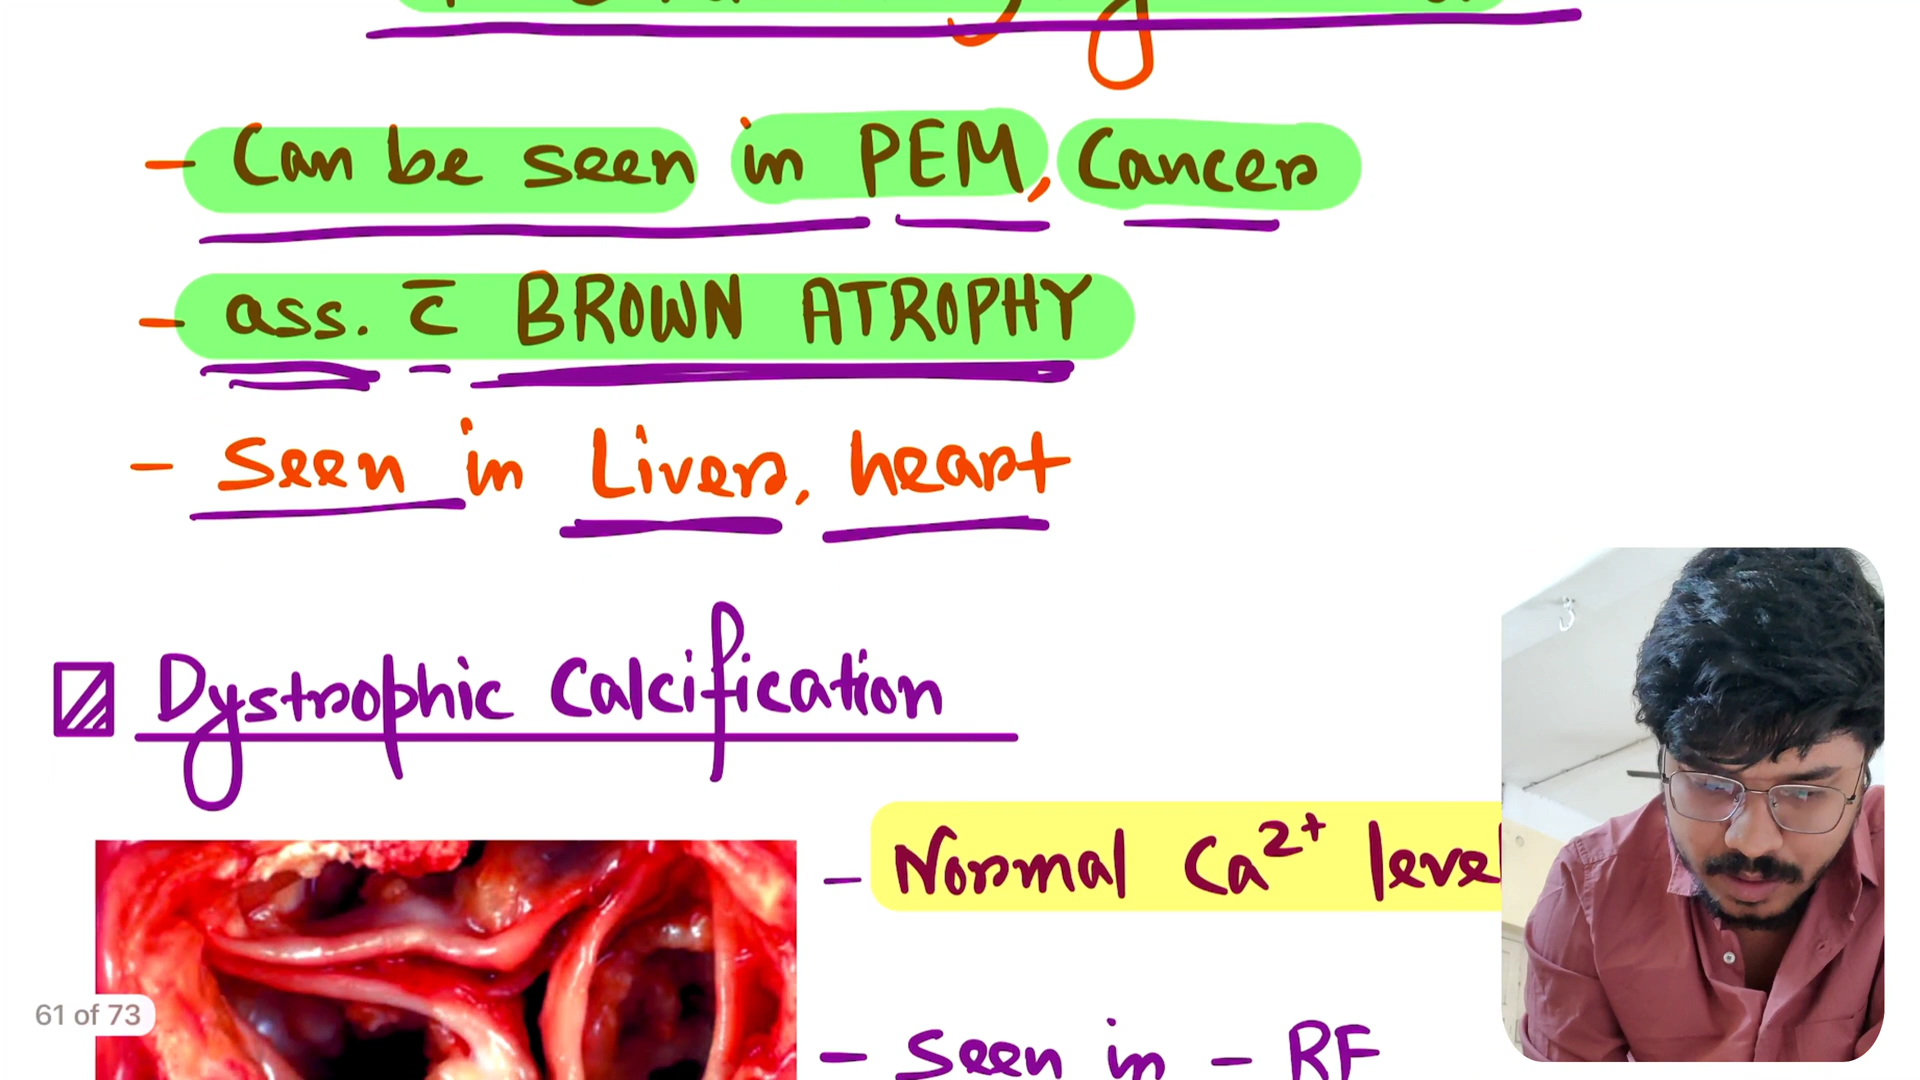 - Can be seen in PEM, Cancer
- ass. c̄ BROWN ATROPHY
- Seen in Liver, heart
Dystrophic Calcification
- Normal Ca²⁺ level
- Seen in - RF
61 of 73